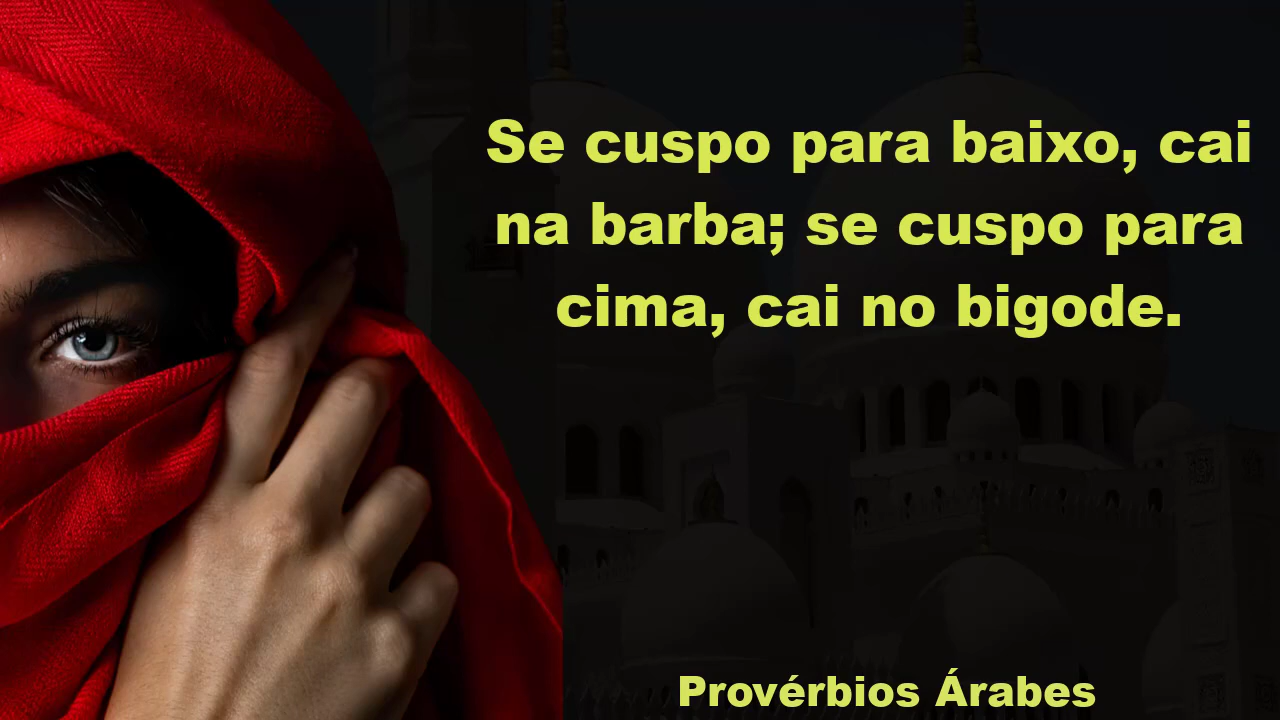 Se cuspo para baixo, cai
na barba; se cuspo para
cima, cai no bigode.
Provérbios Árabes